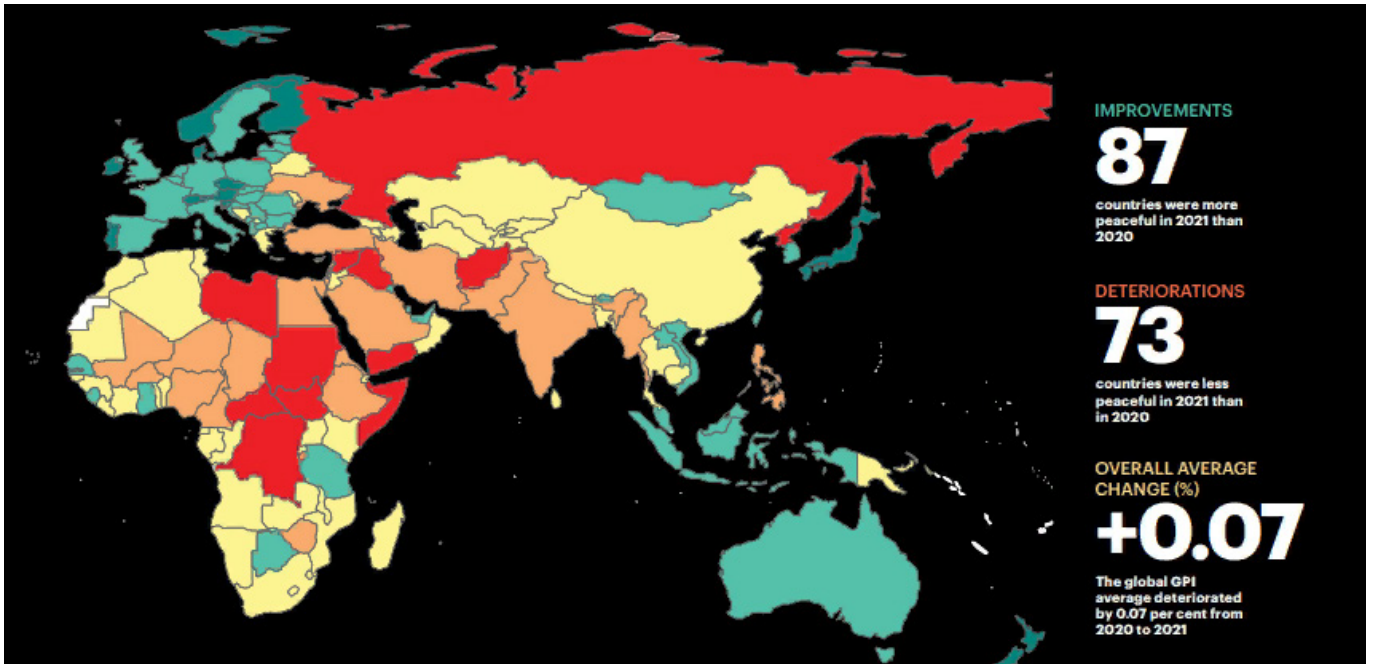 IMPROVEMENTS
87
countries were more
peaceful in 2021 than
2020
DETERIORATIONS
73
countries were less
peaceful in 2021 than
in 2020
OVERALL AVERAGE
CHANGE (%)
+0.07
The global GPI
average deteriorated
by 0.07 per cent from
2020 to 2021